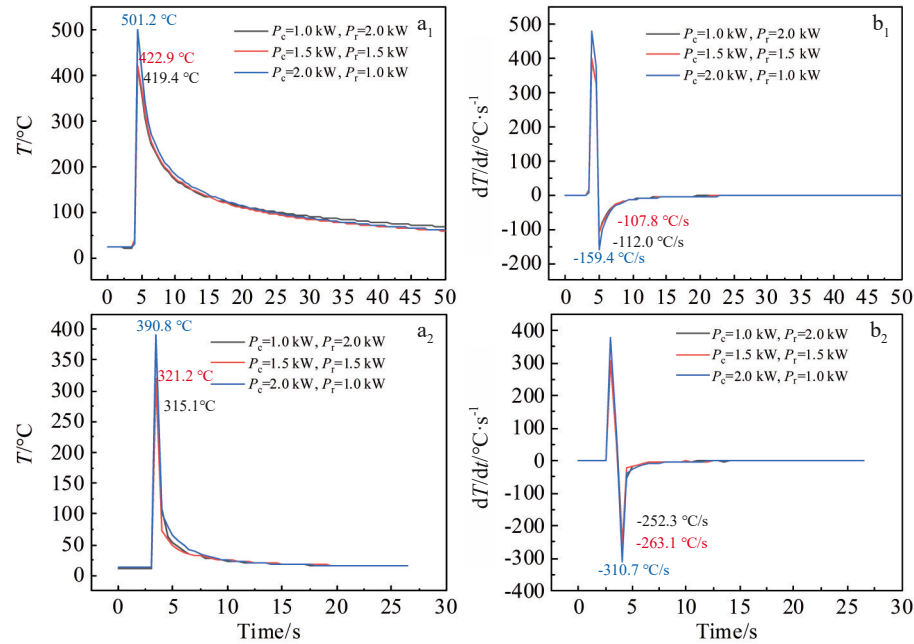 a1
501.2 ℃
422.9 ℃
419.4 ℃
Pc=1.0 kW, Pr=2.0 kW
Pc=1.5 kW, Pr=1.5 kW
Pc=2.0 kW, Pr=1.0 kW
T/°C
500
400
300
200
100
0
0 5 10 15 20 25 30 35 40 45 50
b1
Pc=1.0 kW, Pr=2.0 kW
Pc=1.5 kW, Pr=1.5 kW
Pc=2.0 kW, Pr=1.0 kW
dT/dt/°C·s-1
500
400
300
200
100
0
-100
-200
-107.8 ℃/s
-112.0 ℃/s
-159.4 ℃/s
0 5 10 15 20 25 30 35 40 45 50
a2
390.8 ℃
321.2 ℃
315.1℃
Pc=1.0 kW, Pr=2.0 kW
Pc=1.5 kW, Pr=1.5 kW
Pc=2.0 kW, Pr=1.0 kW
T/°C
400
350
300
250
200
150
100
50
0
0 5 10 15 20 25 30
Time/s
b2
Pc=1.0 kW, Pr=2.0 kW
Pc=1.5 kW, Pr=1.5 kW
Pc=2.0 kW, Pr=1.0 kW
dT/dt/°C·s-1
400
300
200
100
0
-100
-200
-300
-400
-252.3 ℃/s
-263.1 ℃/s
-310.7 ℃/s
0 5 10 15 20 25 30
Time/s